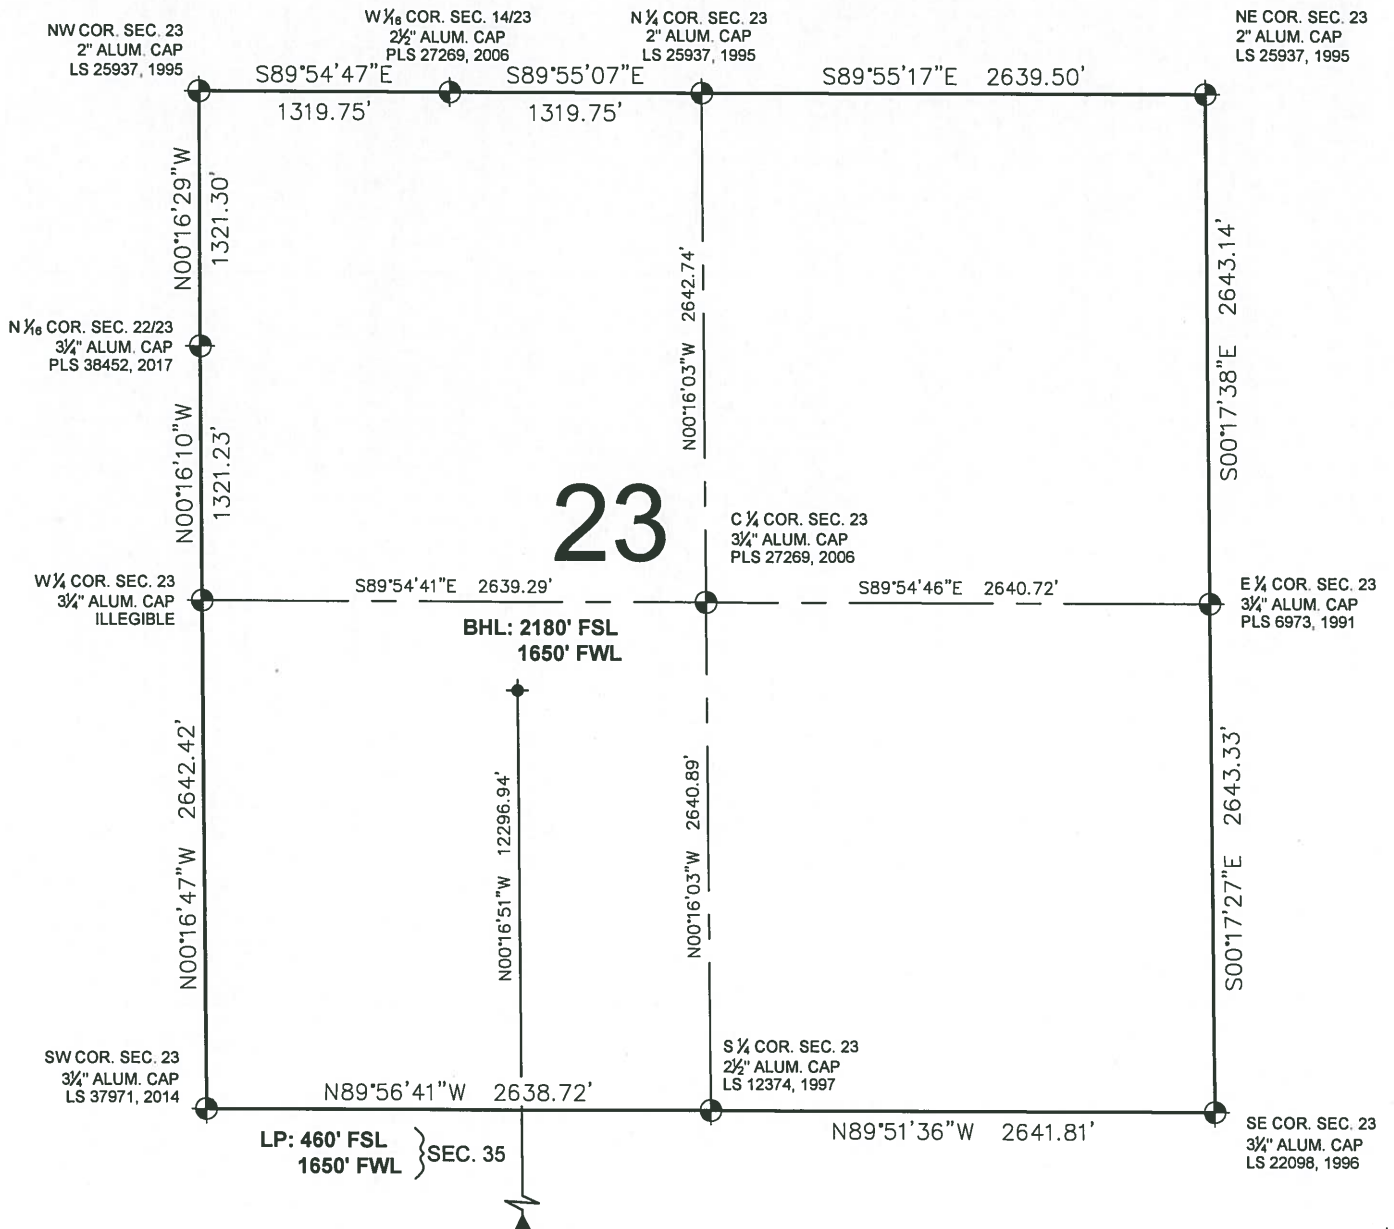 NW COR. SEC. 23
2" ALUM. CAP
LS 25937, 1995
W 1/16 COR. SEC. 14/23
2½" ALUM. CAP
PLS 27269, 2006
N ¼ COR. SEC. 23
2" ALUM. CAP
LS 25937, 1995
NE COR. SEC. 23
2" ALUM. CAP
LS 25937, 1995
S89°54'47"E
1319.75'
S89°55'07"E
1319.75'
S89°55'17"E 2639.50'
N00°16'29"W
1321.30'
N00°16'03"W 2642.74'
S00°17'38"E 2643.14'
N 1/16 COR. SEC. 22/23
3¼" ALUM. CAP
PLS 38452, 2017
N00°16'10"W
1321.23'
23
C ¼ COR. SEC. 23
3¼" ALUM. CAP
PLS 27269, 2006
W ¼ COR. SEC. 23
3¼" ALUM. CAP
ILLEGIBLE
S89°54'41"E 2639.29'
S89°54'46"E 2640.72'
E ¼ COR. SEC. 23
3¼" ALUM. CAP
PLS 6973, 1991
BHL: 2180' FSL
1650' FWL
N00°16'47"W 2642.42'
N00°16'51"W 12296.94'
N00°16'03"W 2640.89'
S00°17'27"E 2643.33'
SW COR. SEC. 23
3¼" ALUM. CAP
LS 37971, 2014
N89°56'41"W 2638.72'
S ¼ COR. SEC. 23
2½" ALUM. CAP
LS 12374, 1997
N89°51'36"W 2641.81'
SE COR. SEC. 23
3¼" ALUM. CAP
LS 22098, 1996
LP: 460' FSL
1650' FWL
SEC. 35